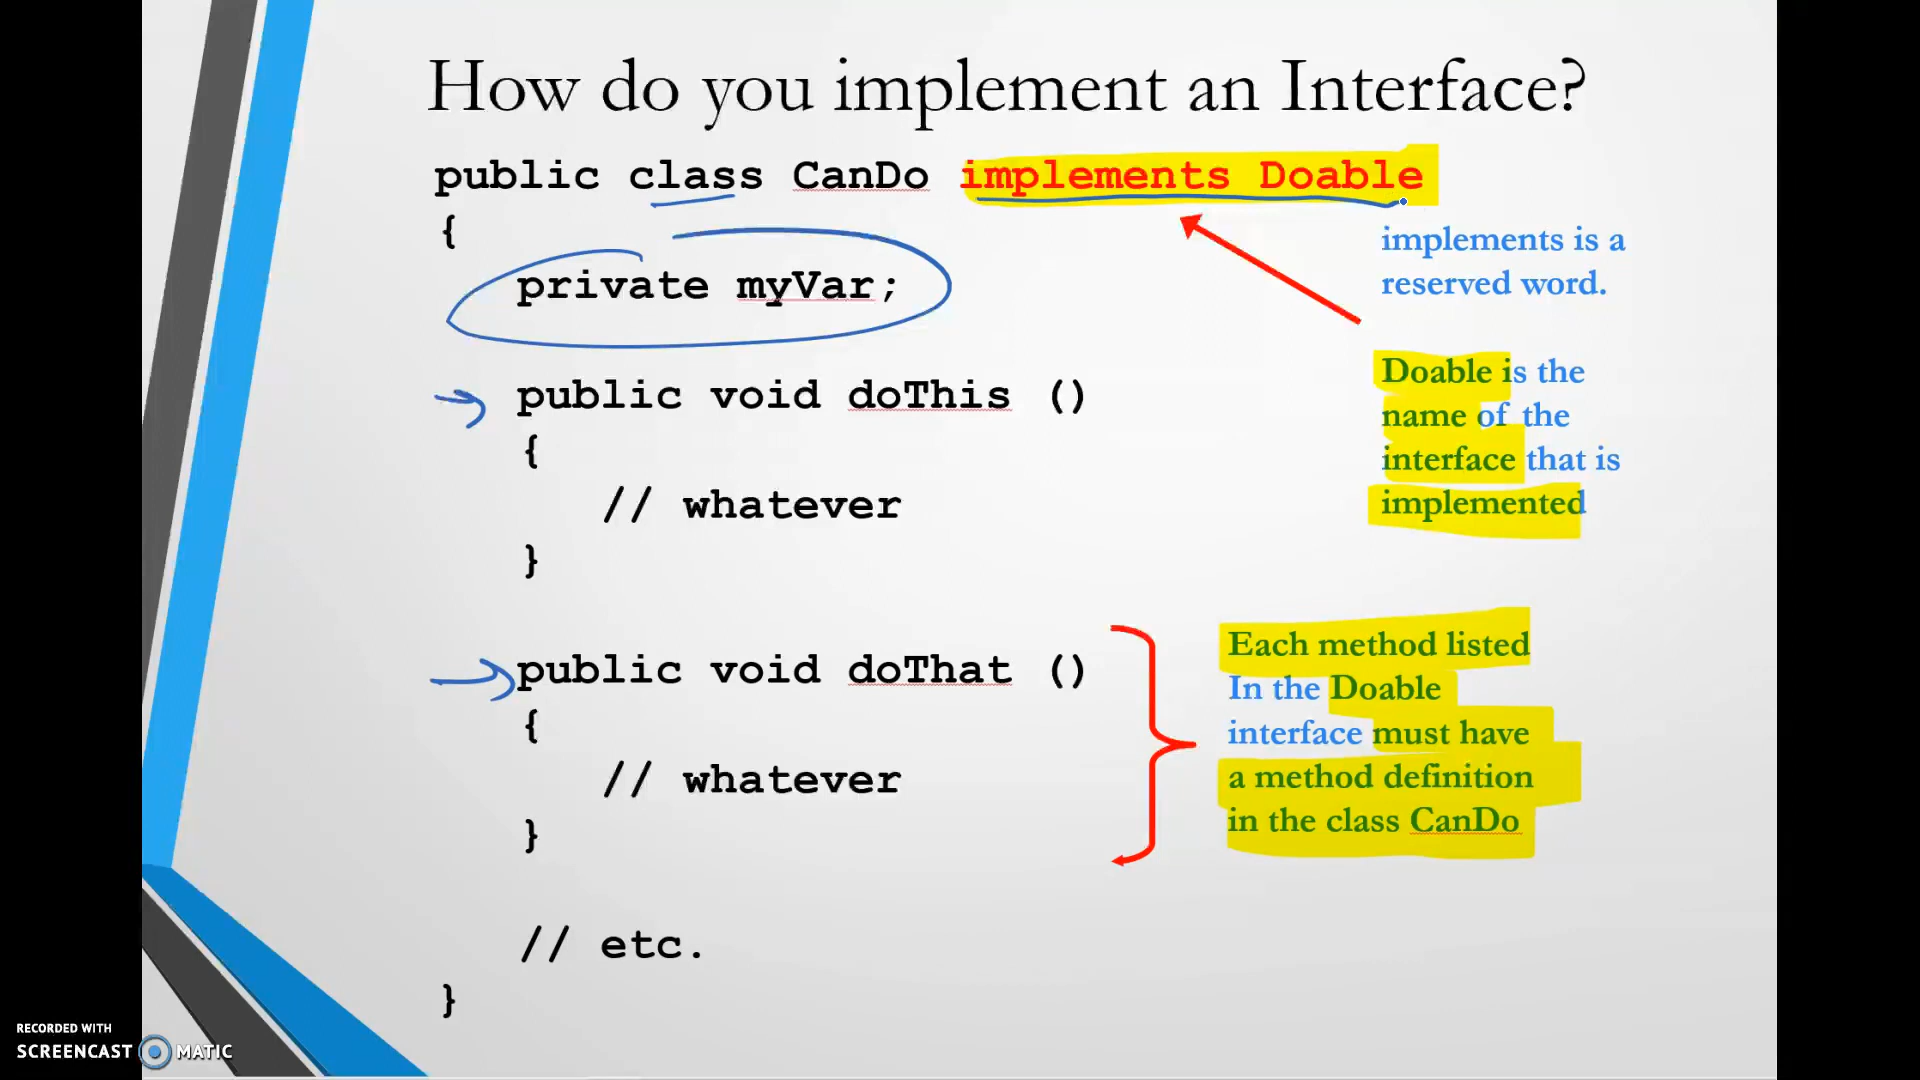 How do you implement an Interface?
public class CanDo implements Doable
{
implements is a
reserved word.
private myVar;
Doable is the
name of the
interface that is
implemented
public void doThis ()
{
// whatever
}
public void doThat ()
{
// whatever
}
Each method listed
In the Doable
interface must have
a method definition
in the class CanDo
// etc.
}
RECORDED WITH
SCREENCAST MATIC